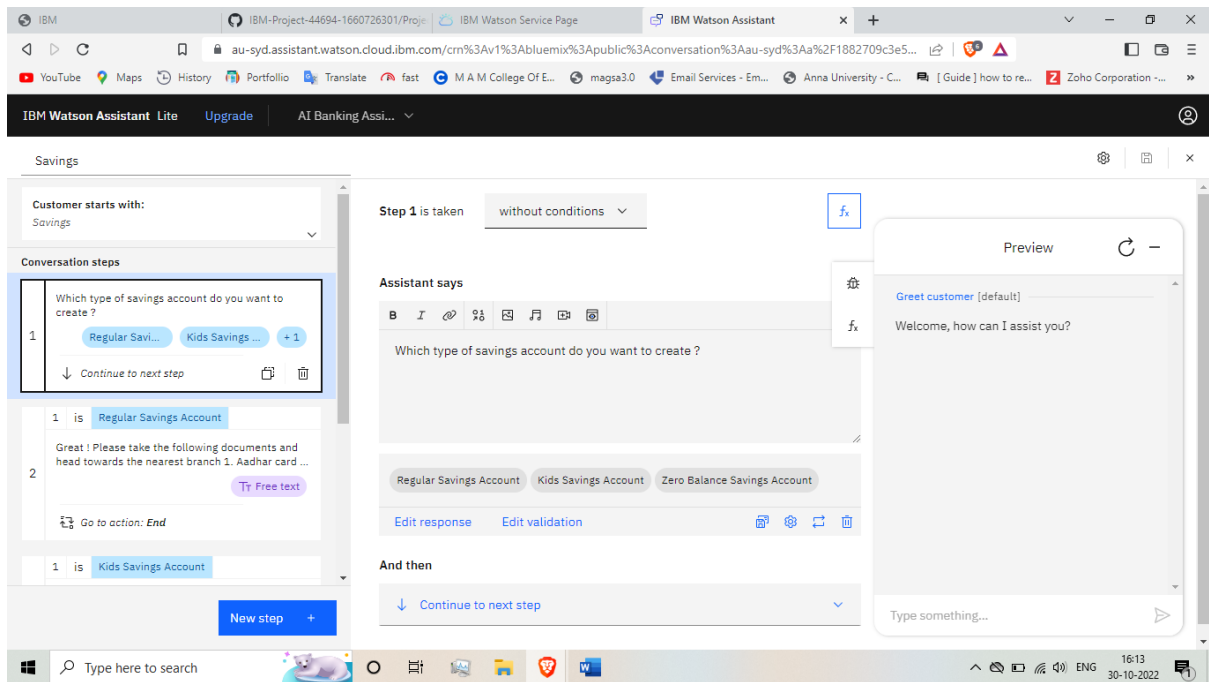 IBM
IBM-Project-44694-1660726301/Proje
IBM Watson Service Page
IBM Watson Assistant
au-syd.assistant.watson.cloud.ibm.com/crn%3Av1%3Abluemix%3Apublic%3Aconversation%3Aau-syd%3Aa%2F1882709c3e5...
YouTube
Maps
History
Portfollio
Translate
fast
M A M College Of E...
magsa3.0
Email Services - Em...
Anna University - C...
[ Guide ] how to re...
Zoho Corporation -...
IBM Watson Assistant Lite
Upgrade
AI Banking Assi...
Savings
Customer starts with:
Savings
Conversation steps
1
Which type of savings account do you want to
create ?
Regular Savi...
Kids Savings ...
+ 1
Continue to next step
1 is Regular Savings Account
2
Great ! Please take the following documents and
head towards the nearest branch 1. Aadhar card ...
Free text
Go to action: End
1 is Kids Savings Account
New step +
Step 1 is taken
without conditions
fx
Assistant says
B I
Which type of savings account do you want to create ?
Regular Savings Account
Kids Savings Account
Zero Balance Savings Account
Edit response
Edit validation
And then
Continue to next step
fx
Preview
Greet customer [default]
Welcome, how can I assist you?
Type something...
Type here to search
ENG
16:13
30-10-2022
1